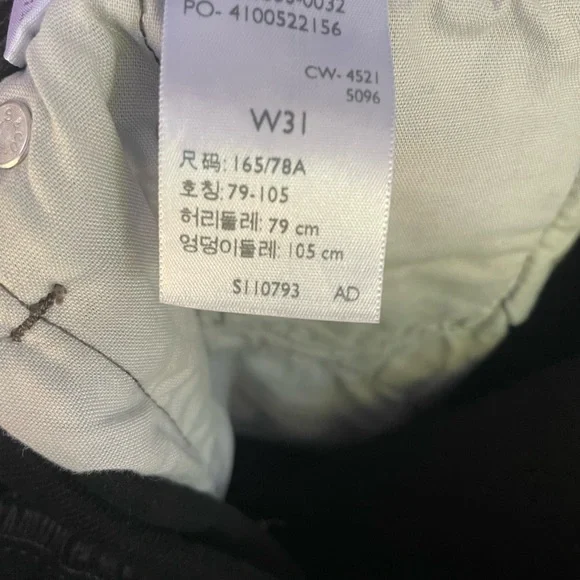 PO- 4100522156
CW- 4521
5096
W31
尺码: 165/78A
호칭: 79-105
허리둘레: 79 cm
엉덩이둘레: 105 cm
S110793 AD